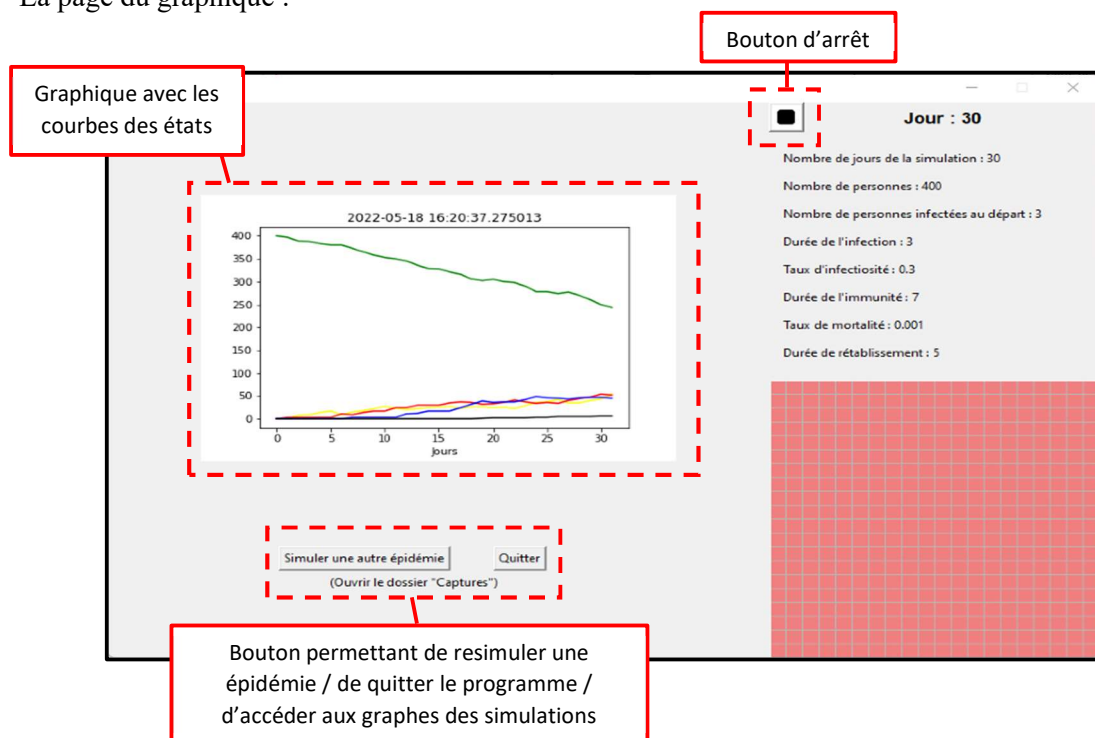 La page du graphique :
Bouton d'arrêt
Graphique avec les
courbes des états
Jour : 30
Nombre de jours de la simulation : 30
Nombre de personnes : 400
Nombre de personnes infectées au départ : 3
Durée de l'infection : 3
Taux d'infectiosité : 0.3
Durée de l'immunité : 7
Taux de mortalité : 0.001
Durée de rétablissement : 5
2022-05-18 16:20:37.275013
400
350
300
250
200
150
100
50
0
0 5 10 15 20 25 30
Jours
Simuler une autre épidémie Quitter
(Ouvrir le dossier "Captures")
Bouton permettant de resimuler une
épidémie / de quitter le programme /
d'accéder aux graphes des simulations